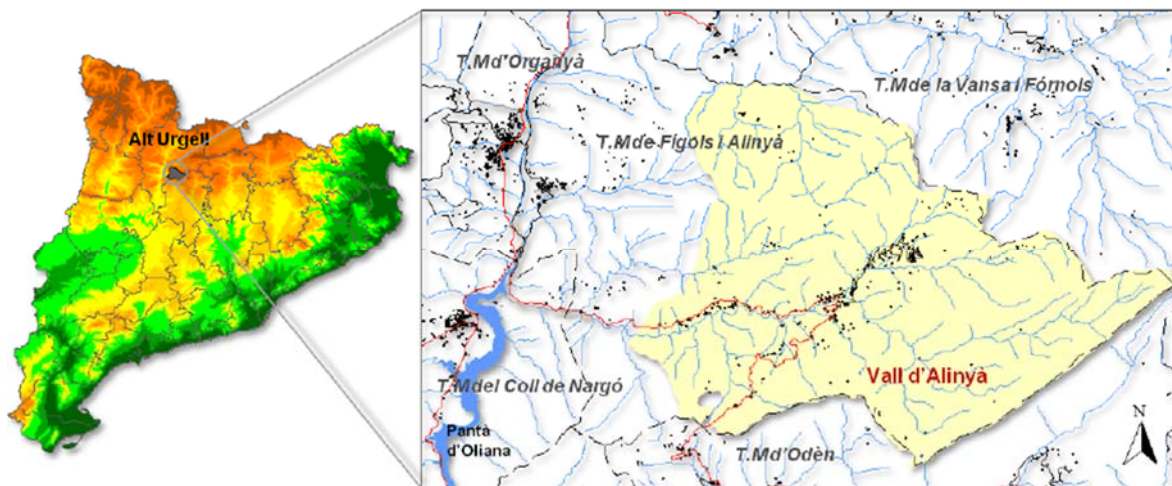 Alt Urgell
T.Md'Organyà
T.Mde la Vansa i Fórnols
T.Mde Fígols i Alinyà
Vall d'Alinyà
T.Mdel Coll de Nargó
N
Pantà
d'Oliana
T.Md'Odèn